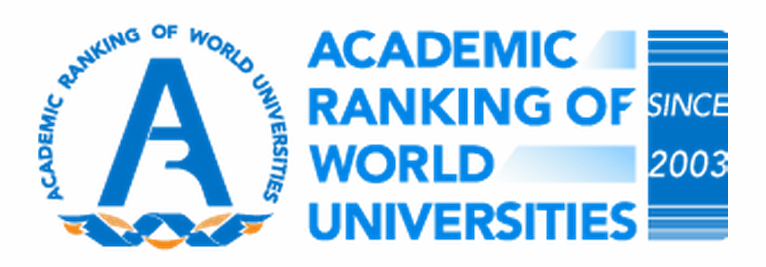 ACADEMIC RANKING OF WORLD UNIVERSITIES
A
ACADEMIC
RANKING OF
WORLD
UNIVERSITIES
SINCE
2003